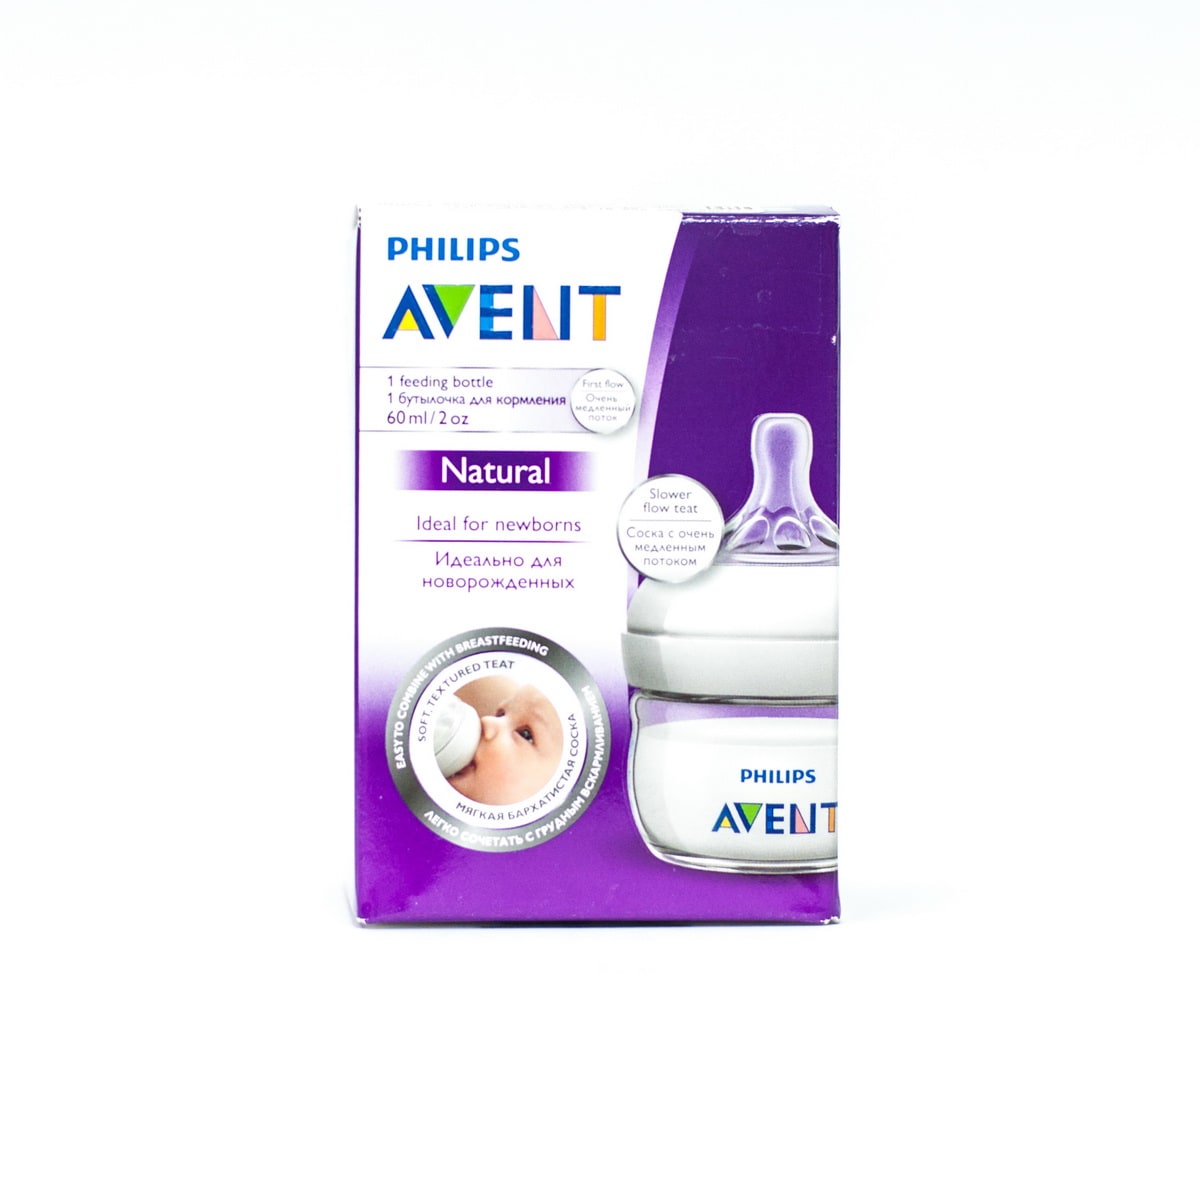 PHILIPS
AVENT
1 feeding bottle
1 бутылочка для кормления
60 ml / 2 oz
First flow
Очень
медленный
поток
Natural
Ideal for newborns
Идеально для
новорожденных
Slower
flow teat
Соска с очень
медленным
потоком
EASY TO COMBINE WITH BREASTFEEDING
SOFT, TEXTURED TEAT
МЯГКАЯ БАРХАТИСТАЯ СОСКА
ЛЕГКО СОЧЕТАТЬ С ГРУДНЫМ ВСКАРМЛИВАНИЕМ
PHILIPS
AVENT